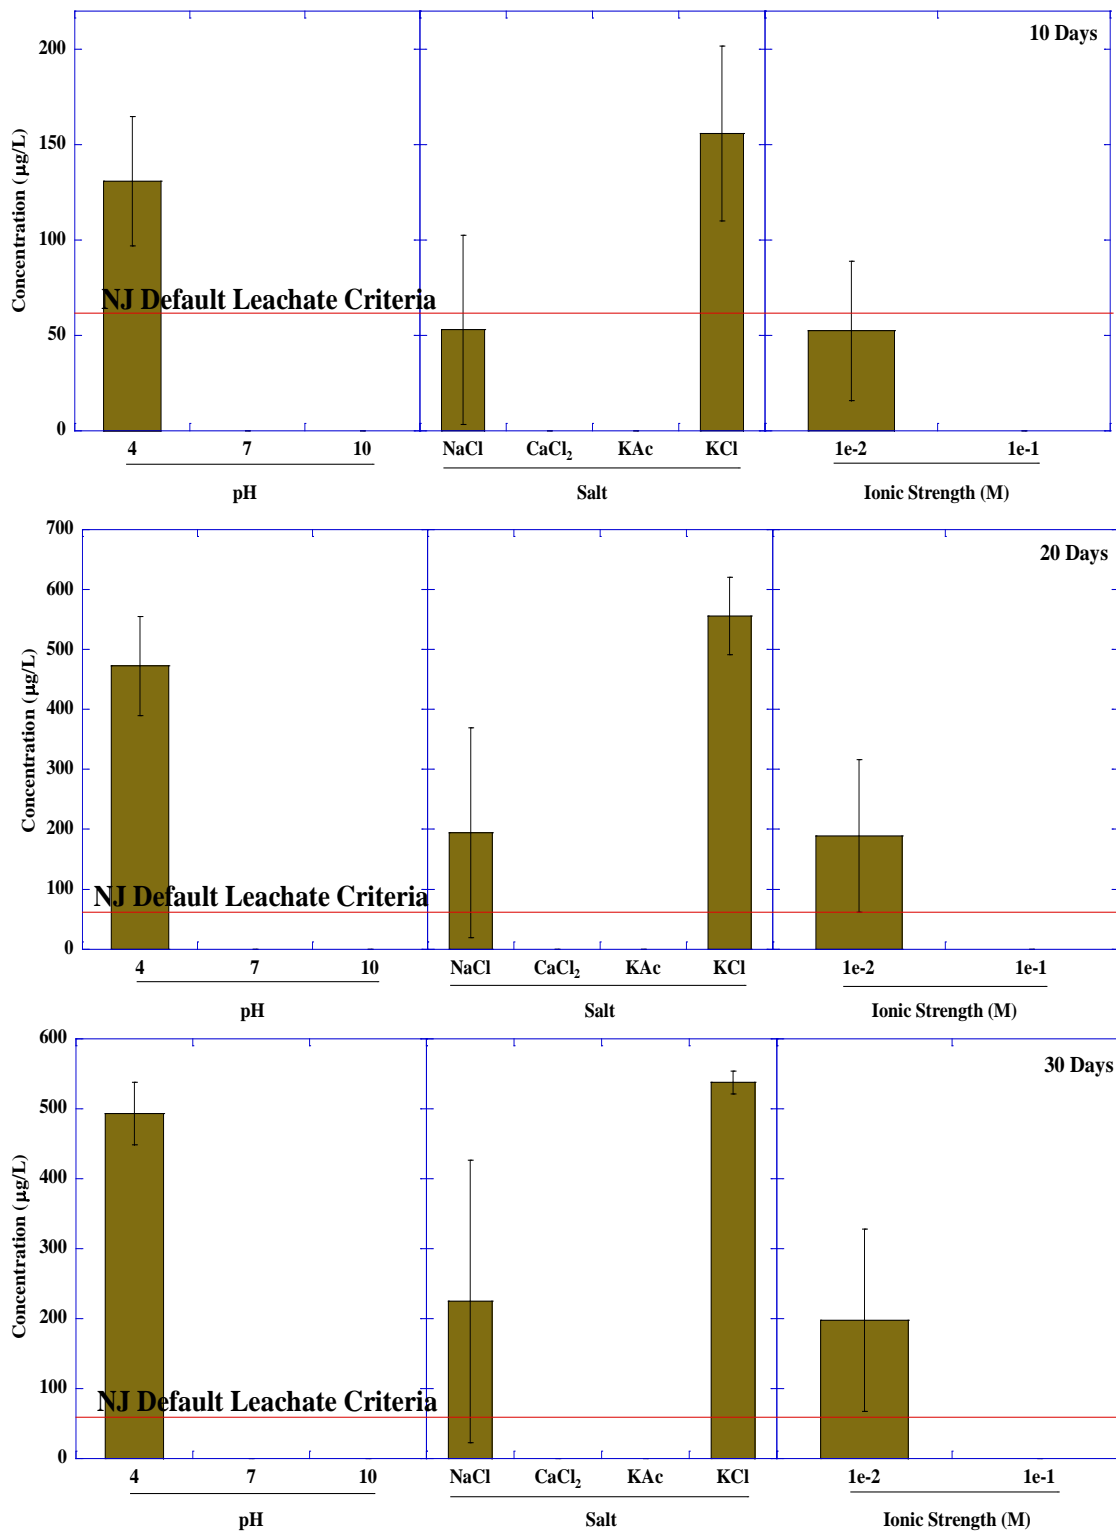 10 Days
Concentration (µg/L)
200
150
100
50
0
NJ Default Leachate Criteria
4 7 10 NaCl CaCl₂ KAc KCl 1e-2 1e-1
pH Salt Ionic Strength (M)
20 Days
Concentration (µg/L)
700
600
500
400
300
200
100
0
NJ Default Leachate Criteria
4 7 10 NaCl CaCl₂ KAc KCl 1e-2 1e-1
pH Salt Ionic Strength (M)
30 Days
Concentration (µg/L)
600
500
400
300
200
100
0
NJ Default Leachate Criteria
4 7 10 NaCl CaCl₂ KAc KCl 1e-2 1e-1
pH Salt Ionic Strength (M)